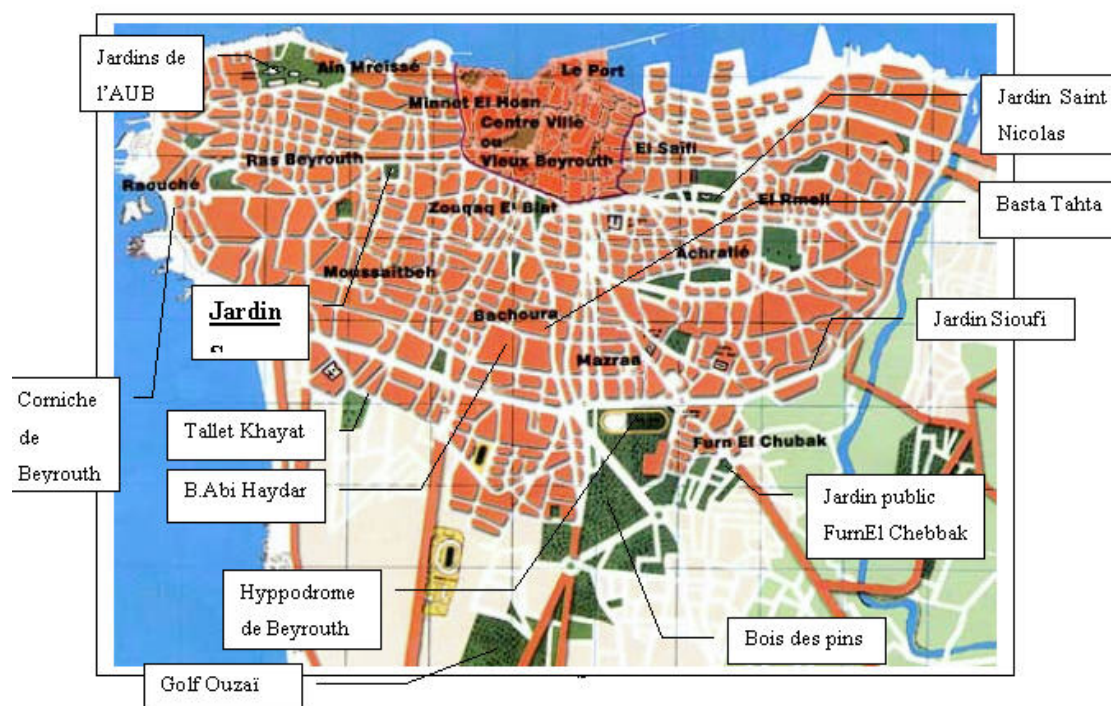 Jardins de
l'AUB
Ain Mreissé
Le Port
Minnet El Hosn
Centre Ville
ou
Vieux Beyrouth
El Saïfi
Jardin Saint
Nicolas
Ras Beyrouth
Raouché
Zouqaq El Blat
El Rmeil
Basta Tahta
Achrafié
Moussaitbeh
Jardin
S
Bachoura
Jardin Sioufi
Mazraa
Corniche
de
Beyrouth
Tallet Khayat
Furn El Chubak
B.Abi Haydar
Jardin public
FurnEl Chebbak
Hyppodrome
de Beyrouth
Bois des pins
Golf Ouzaï